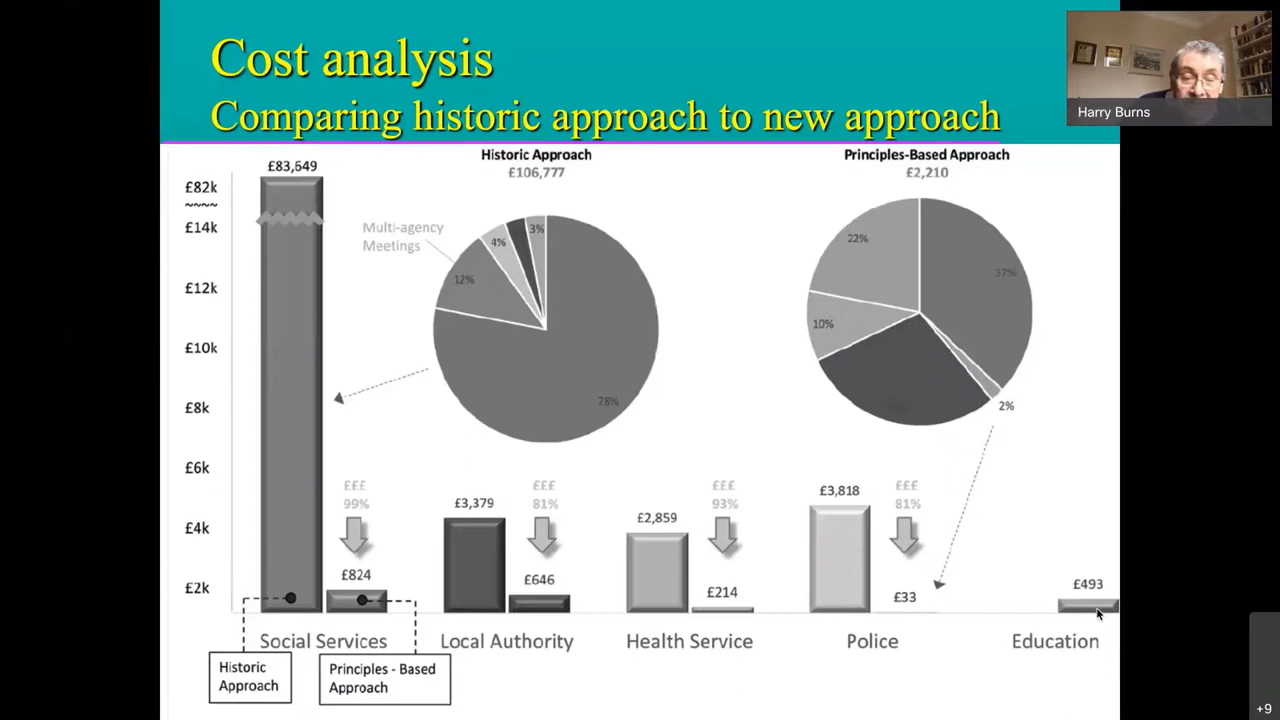 Cost analysis
Comparing historic approach to new approach
Harry Burns
£83,649
£82k
~~~~
£14k
£12k
£10k
£8k
£6k
£4k
£2k
Historic Approach
£106,777
Multi-agency
Meetings
3%
4%
12%
78%
Principles-Based Approach
£2,210
22%
37%
10%
2%
£££
99%
£824
£3,379
£££
81%
£646
£2,859
£££
93%
£214
£3,818
£££
81%
£33
£493
Social Services
Local Authority
Health Service
Police
Education
Historic
Approach
Principles - Based
Approach
+9